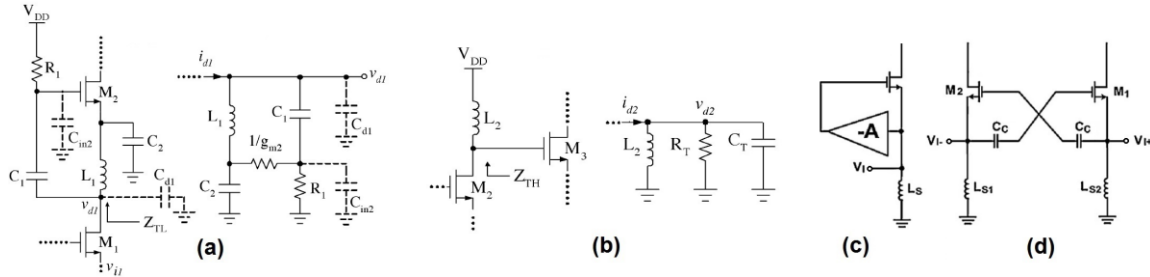 V_DD
R_1
M_2
C_in2
C_2
C_1
L_1
C_d1
v_d1
Z_TL
M_1
v_i1
i_d1
v_d1
L_1
C_1
C_d1
1/g_m2
C_2
R_1
C_in2
(a)
V_DD
L_2
M_3
Z_TH
M_2
i_d2
v_d2
L_2
R_T
C_T
(b)
-A
V_I
L_S
(c)
M_2
M_1
C_C
C_C
V_I-
V_I+
L_S1
L_S2
(d)